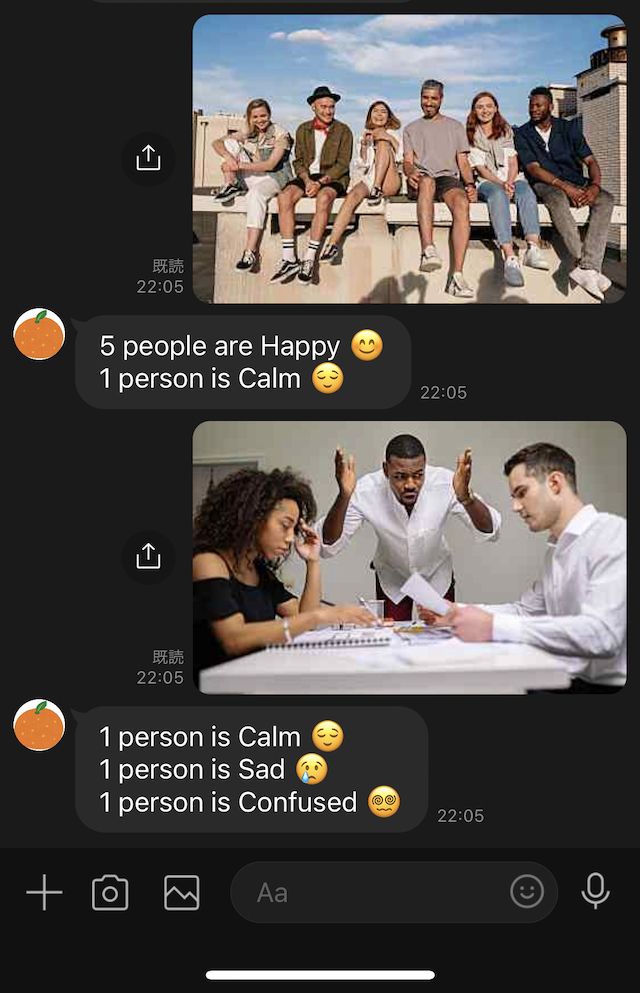 既読
22:05
5 people are Happy 😊
1 person is Calm 😌
22:05
既読
22:05
1 person is Calm 😌
1 person is Sad 😢
1 person is Confused 😵‍💫
22:05
Aa